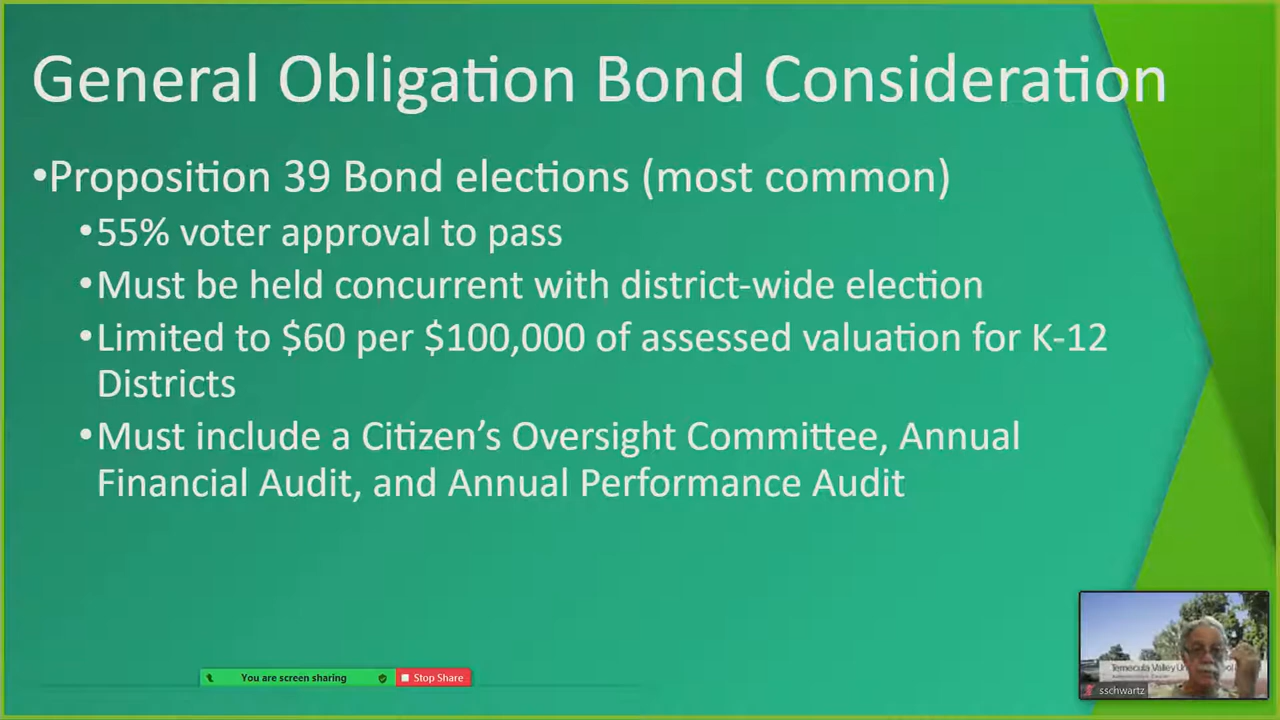 General Obligation Bond Consideration
•Proposition 39 Bond elections (most common)
•55% voter approval to pass
•Must be held concurrent with district-wide election
•Limited to $60 per $100,000 of assessed valuation for K-12
Districts
•Must include a Citizen’s Oversight Committee, Annual
Financial Audit, and Annual Performance Audit
You are screen sharing
Stop Share
Temecula Valley
sschwartz